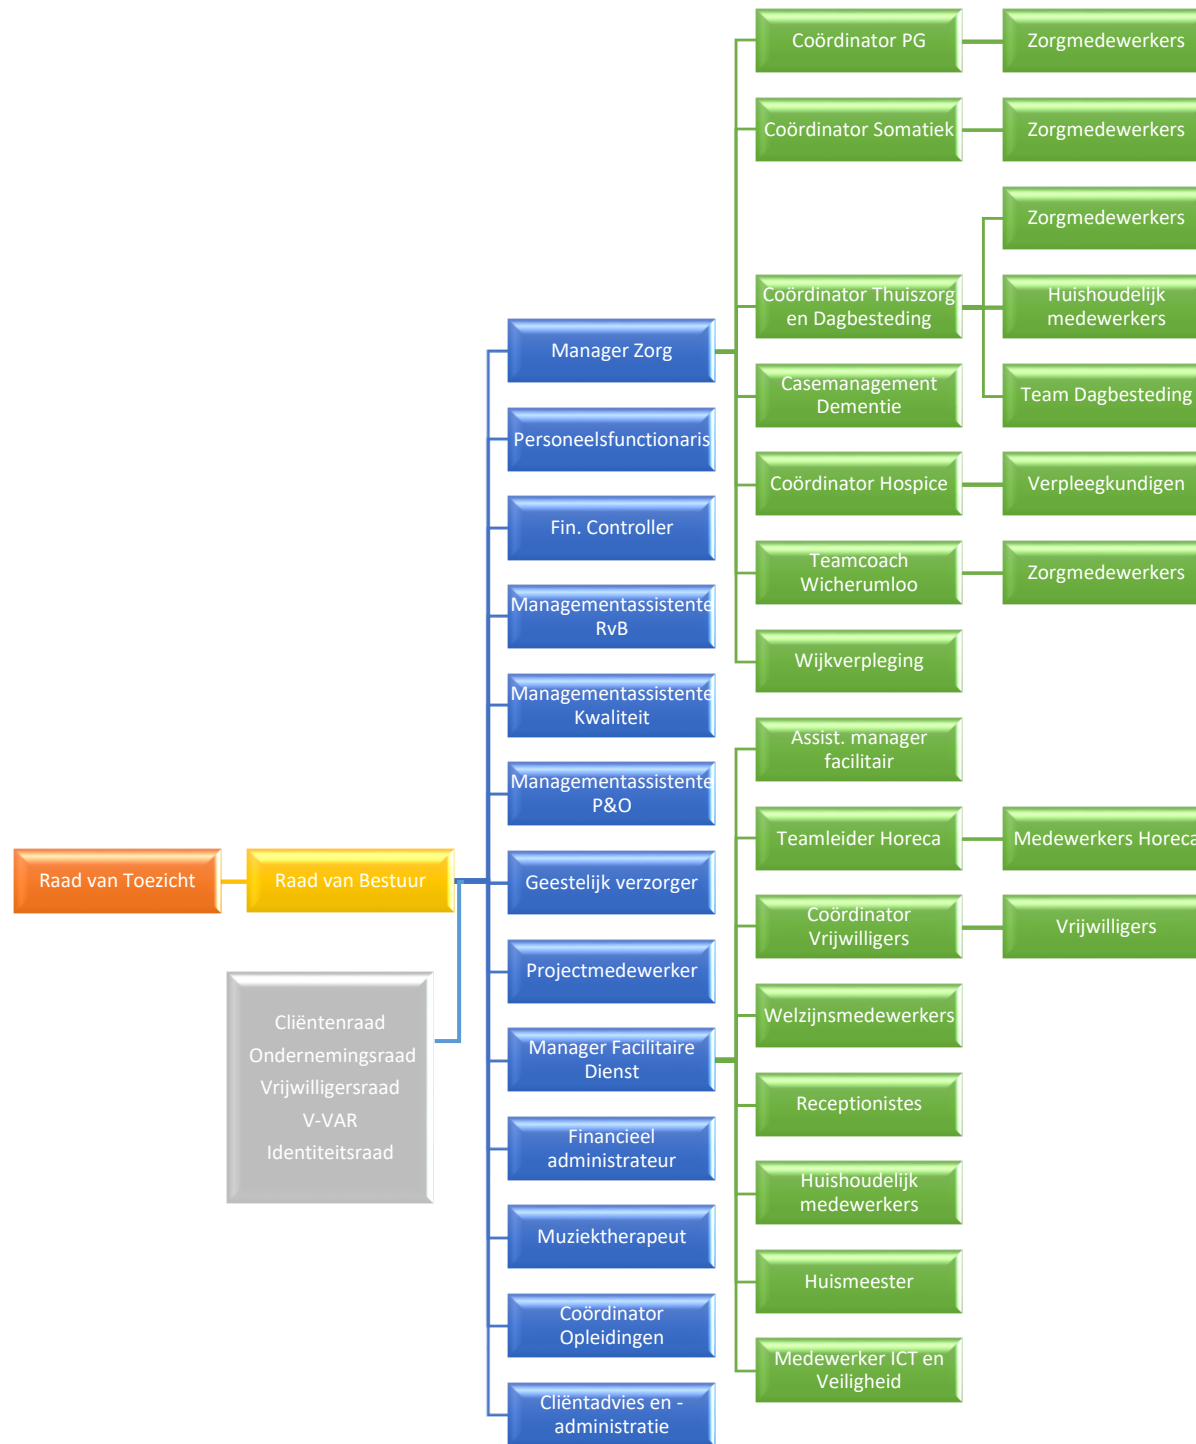 Raad van Toezicht
Raad van Bestuur
Cliëntenraad
Ondernemingsraad
Vrijwilligersraad
V-VAR
Identiteitsraad
Manager Zorg
Personeelsfunctionaris
Fin. Controller
Managementassistente
RvB
Managementassistente
Kwaliteit
Managementassistente
P&O
Geestelijk verzorger
Projectmedewerker
Manager Facilitaire
Dienst
Financieel
administrateur
Muziektherapeut
Coördinator
Opleidingen
Cliëntadvies en -
administratie
Coördinator PG
Zorgmedewerkers
Coördinator Somatiek
Zorgmedewerkers
Coördinator Thuiszorg
en Dagbesteding
Zorgmedewerkers
Huishoudelijk
medewerkers
Team Dagbesteding
Casemanagement
Dementie
Coördinator Hospice
Verpleegkundigen
Teamcoach
Wicherumloo
Zorgmedewerkers
Wijkverpleging
Assist. manager
facilitair
Teamleider Horeca
Medewerkers Horeca
Coördinator
Vrijwilligers
Vrijwilligers
Welzijnsmedewerkers
Receptionistes
Huishoudelijk
medewerkers
Huismeester
Medewerker ICT en
Veiligheid